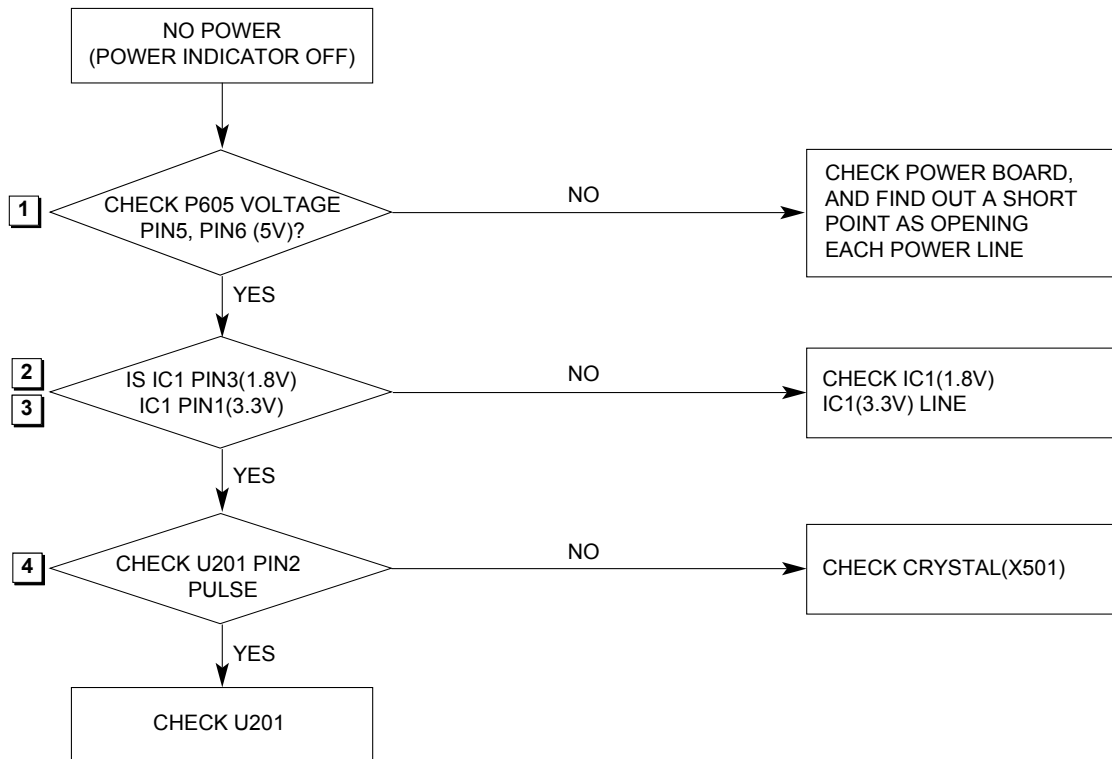 NO POWER
(POWER INDICATOR OFF)
1
CHECK P605 VOLTAGE
PIN5, PIN6 (5V)?
NO
CHECK POWER BOARD,
AND FIND OUT A SHORT
POINT AS OPENING
EACH POWER LINE
YES
2
3
IS IC1 PIN3(1.8V)
IC1 PIN1(3.3V)
NO
CHECK IC1(1.8V)
IC1(3.3V) LINE
YES
4
CHECK U201 PIN2
PULSE
NO
CHECK CRYSTAL(X501)
YES
CHECK U201